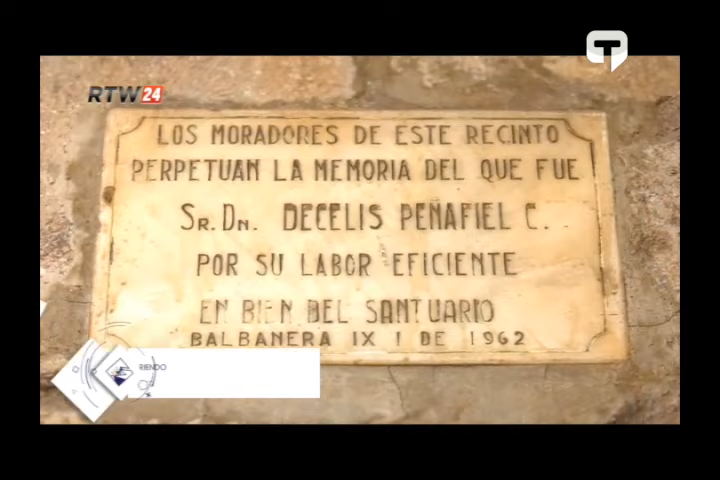 RTW24
LOS MORADORES DE ESTE RECINTO
PERPETUAN LA MEMORIA DEL QUE FUE
SR. DN. DECELIS PEÑAFIEL C.
POR SU LABOR EFICIENTE
EN BIEN DEL SANTUARIO
BALBANERA IX 1 DE 1962
RIENDO